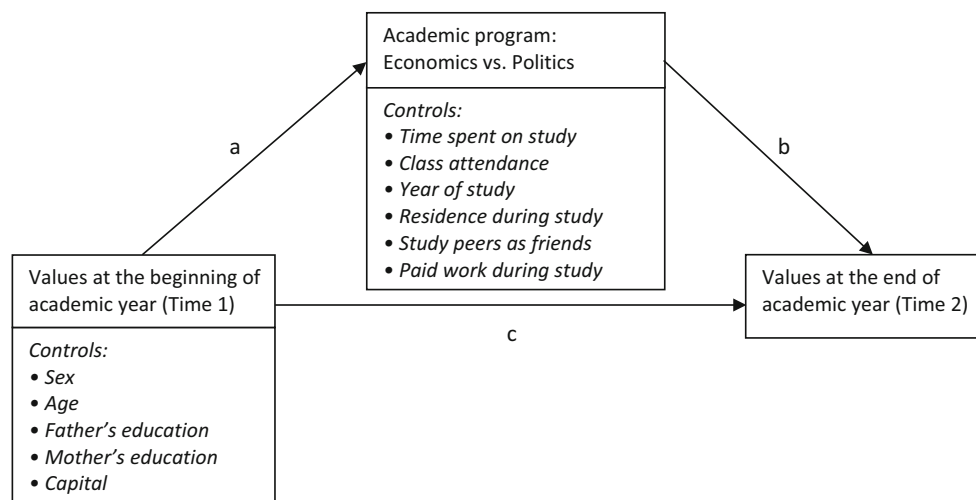 Academic program:
Economics vs. Politics
Controls:
• Time spent on study
• Class attendance
• Year of study
• Residence during study
• Study peers as friends
• Paid work during study
a
b
Values at the beginning of
academic year (Time 1)
Controls:
• Sex
• Age
• Father's education
• Mother's education
• Capital
c
Values at the end of
academic year (Time 2)